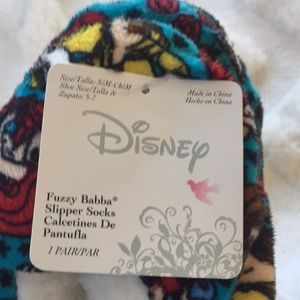 Size/Talla: S/M-Ch/M
Shoe Size/Talla de
Zapato: 5-7
Made in China
Hecho en China
Disney
Fuzzy Babba®
Slipper Socks
Calcetines De
Pantufla
1 PAIR/PAR